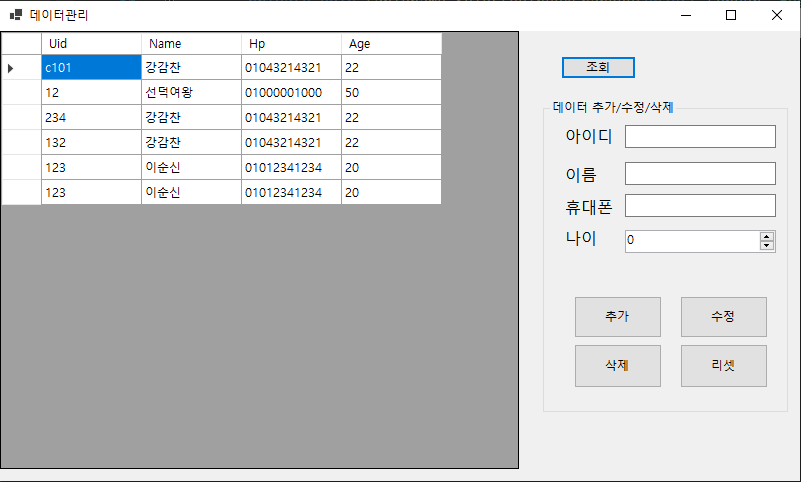 데이터관리
Uid Name Hp Age
c101 강감찬 01043214321 22
12 선덕여왕 01000001000 50
234 강감찬 01043214321 22
132 강감찬 01043214321 22
123 이순신 01012341234 20
123 이순신 01012341234 20
조회
데이터 추가/수정/삭제
아이디
이름
휴대폰
나이 0
추가 수정
삭제 리셋